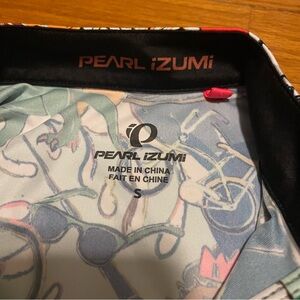 PEARL iZUMi
PEARL iZUMi
MADE IN CHINA
FAIT EN CHINE
S